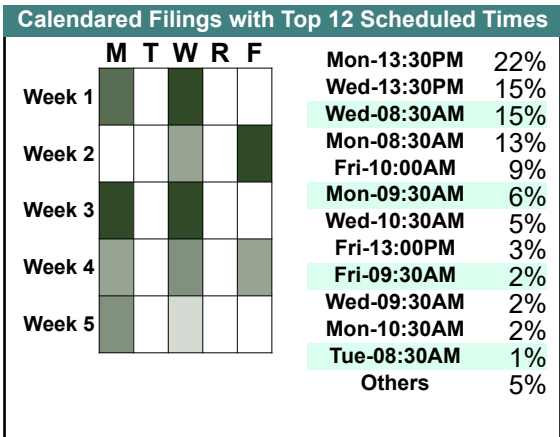 Calendared Filings with Top 12 Scheduled Times
M T W R F
Week 1
Week 2
Week 3
Week 4
Week 5
Mon-13:30PM 22%
Wed-13:30PM 15%
Wed-08:30AM 15%
Mon-08:30AM 13%
Fri-10:00AM 9%
Mon-09:30AM 6%
Wed-10:30AM 5%
Fri-13:00PM 3%
Fri-09:30AM 2%
Wed-09:30AM 2%
Mon-10:30AM 2%
Tue-08:30AM 1%
Others 5%